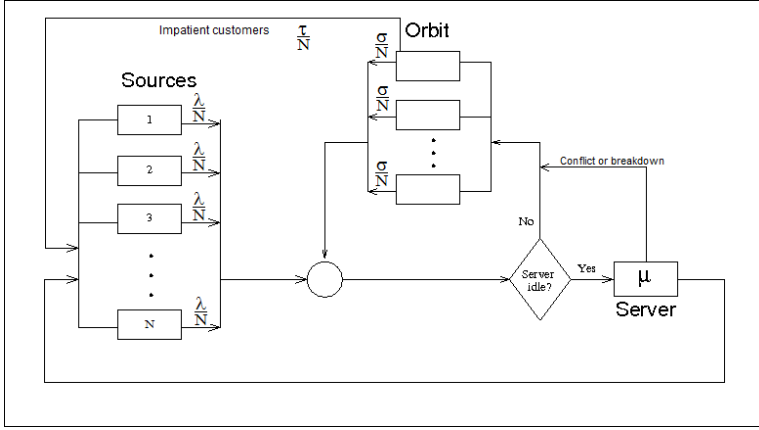 Impatient customers
τ
N
Orbit
Sources
σ
N
σ
N
σ
N
1
λ
N
2
λ
N
3
λ
N
N
λ
N
Conflict or breakdown
No
Server
idle?
Yes
μ
Server